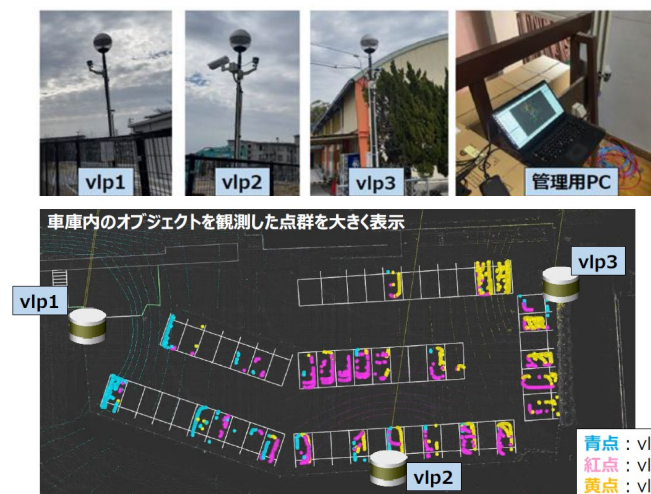 vlp1
vlp2
vlp3
管理用PC
車庫内のオブジェクトを観測した点群を大きく表示
vlp3
vlp1
vlp2
青点：vl
紅点：vl
黄点：vl